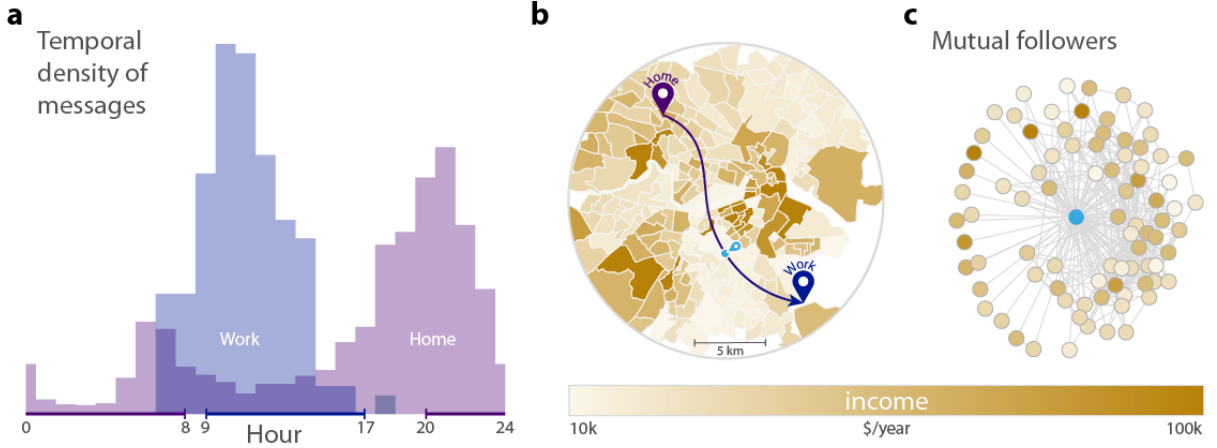 a
Temporal
density of
messages
Work
Home
0
8
9
17
20
24
Hour
b
Home
Work
5 km
c
Mutual followers
income
10k
$/year
100k